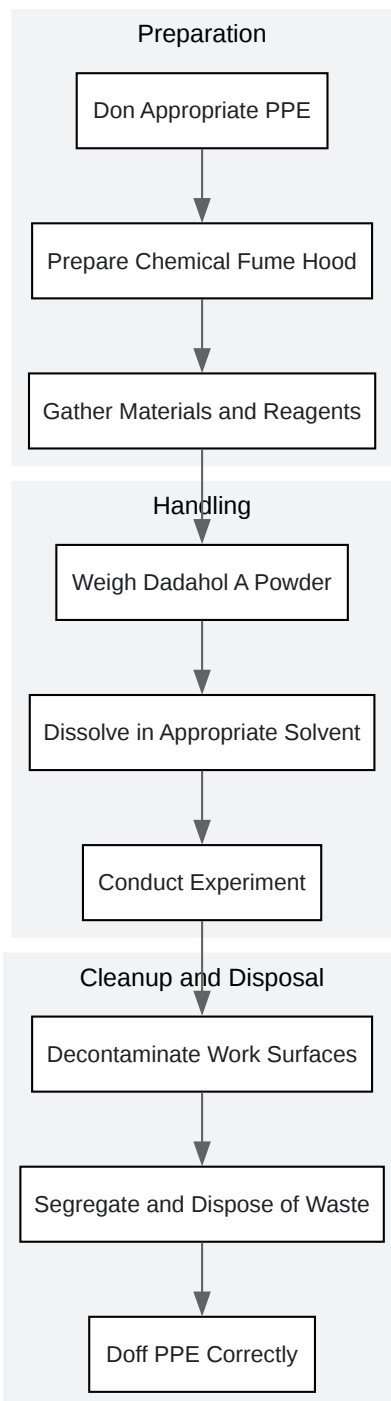 Preparation
Don Appropriate PPE
Prepare Chemical Fume Hood
Gather Materials and Reagents
Handling
Weigh Dadahol A Powder
Dissolve in Appropriate Solvent
Conduct Experiment
Cleanup and Disposal
Decontaminate Work Surfaces
Segregate and Dispose of Waste
Doff PPE Correctly